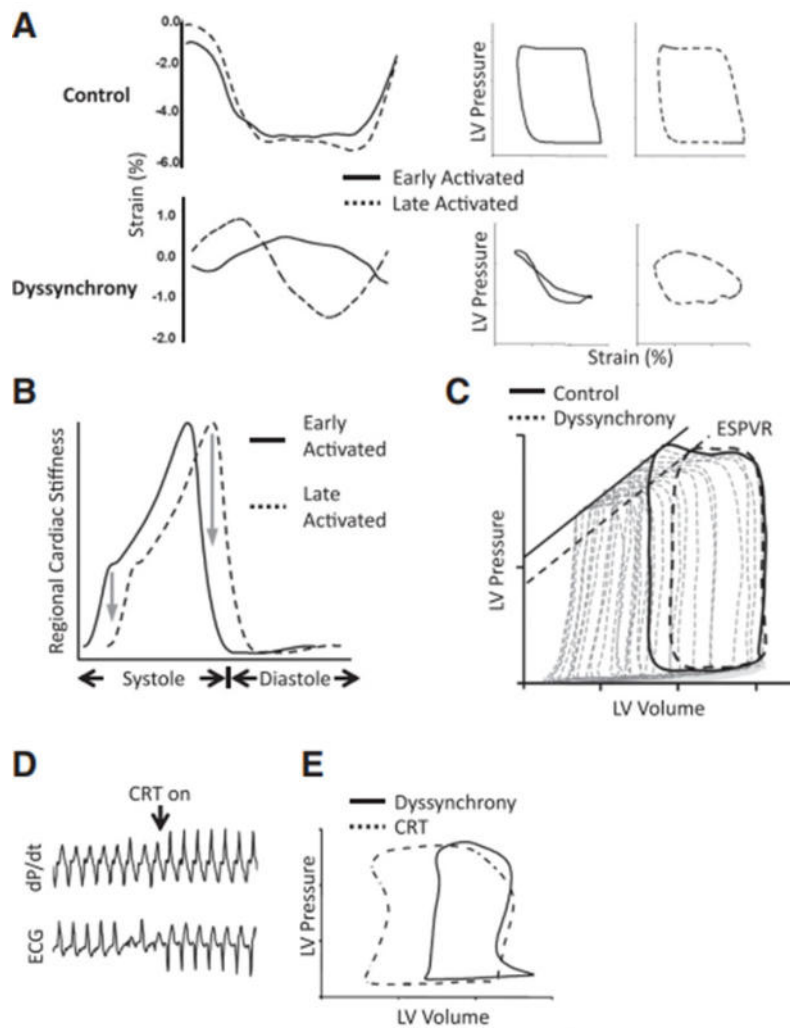 A
0.0
-2.0
-4.0
-6.0
Control
Strain (%)
LV Pressure
Early Activated
Late Activated
1.0
0.0
-1.0
-2.0
Dyssynchrony
LV Pressure
Strain (%)
B
Regional Cardiac Stiffness
Early
Activated
Late
Activated
Systole
Diastole
C
Control
Dyssynchrony
ESPVR
LV Pressure
LV Volume
D
CRT on
dP/dt
ECG
E
Dyssynchrony
CRT
LV Pressure
LV Volume